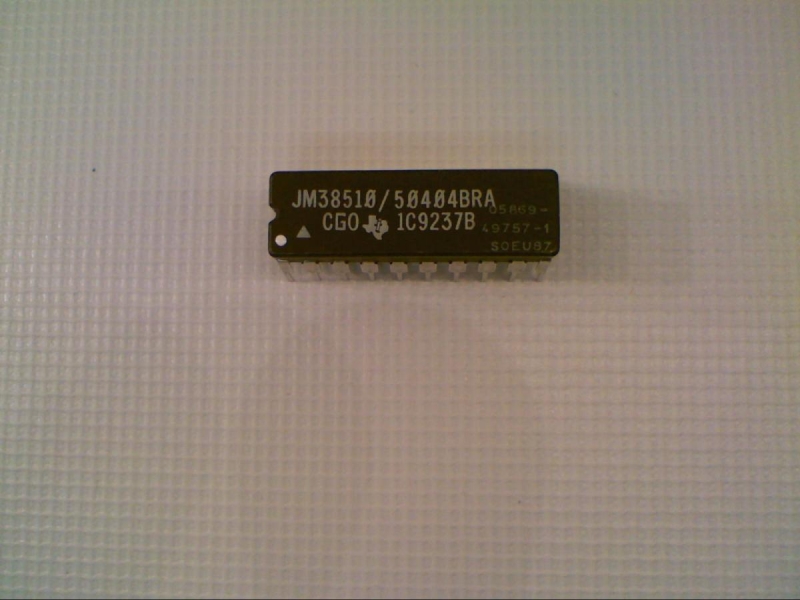 JM38510/50404BRA
CGO 1C9237B
05869-
49757-1
SOEU87